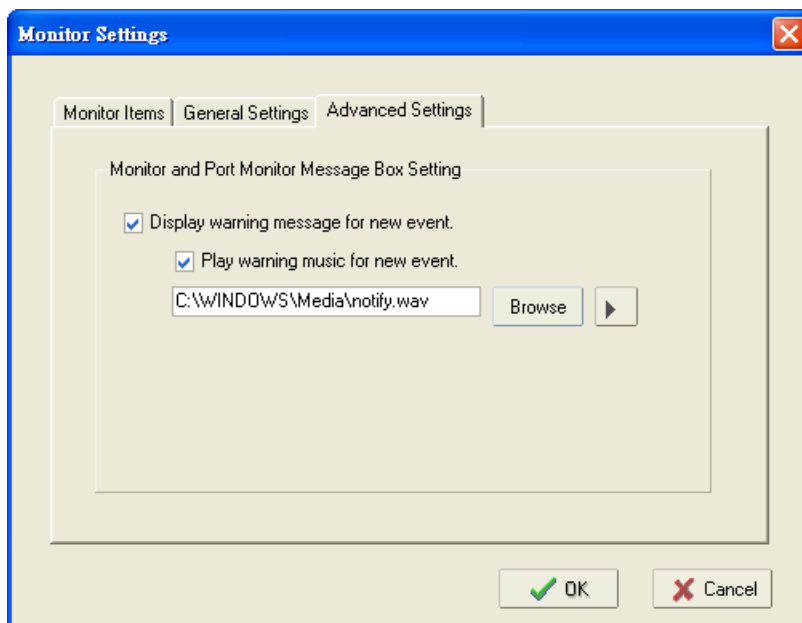 Monitor Settings
Monitor Items General Settings Advanced Settings
Monitor and Port Monitor Message Box Setting
Display warning message for new event.
Play warning music for new event.
C:\WINDOWS\Media\notify.wav Browse
OK Cancel